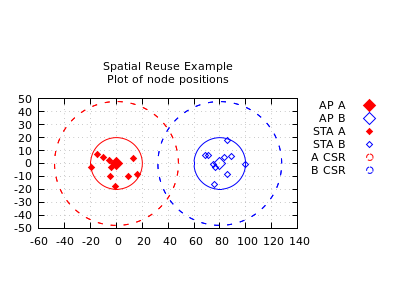 Spatial Reuse Example
Plot of node positions
50
40
30
20
10
0
-10
-20
-30
-40
-50
-60 -40 -20 0 20 40 60 80 100 120 140
AP A
AP B
STA A
STA B
A CSR
B CSR